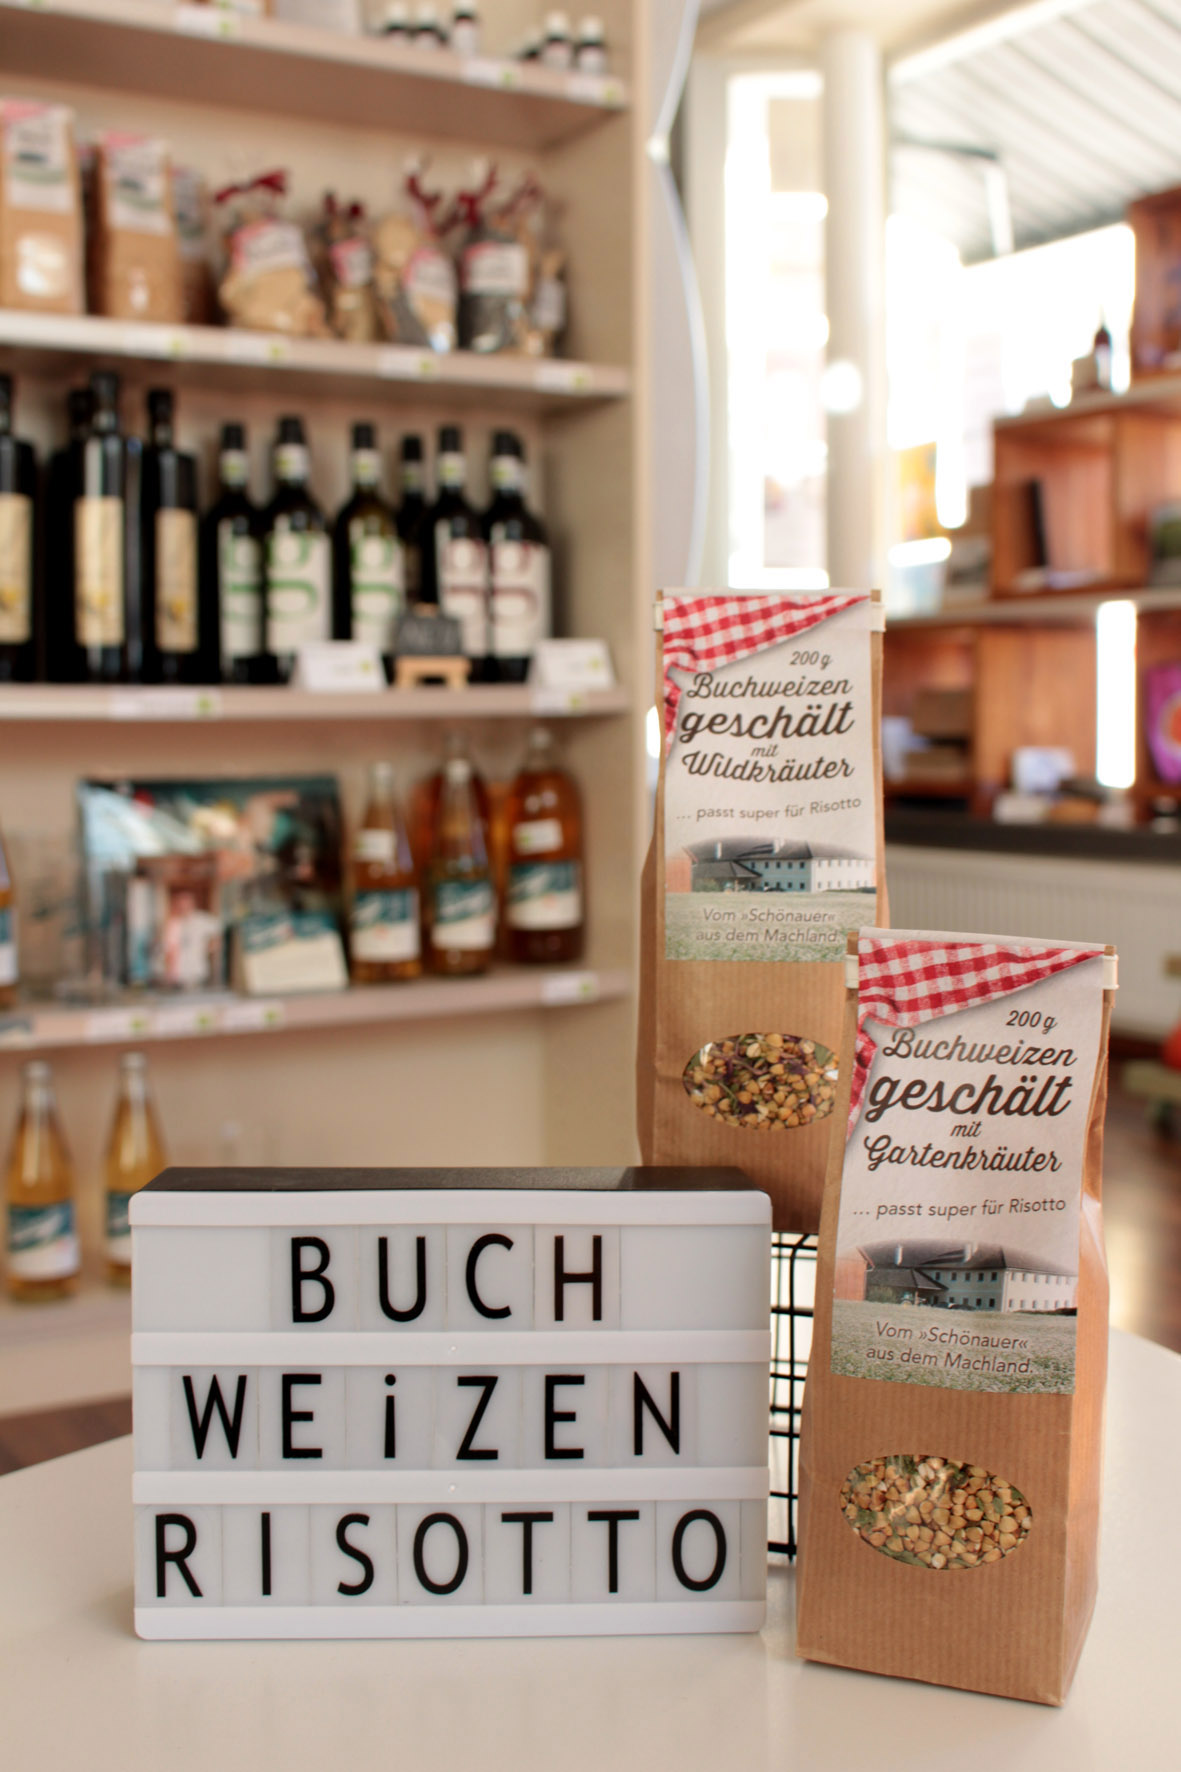 200 g
Buchweizen
geschält
mit
Wildkräuter
... passt super für Risotto
Vom »Schönauer«
aus dem Machland.
200 g
Buchweizen
geschält
mit
Gartenkräuter
... passt super für Risotto
Vom »Schönauer«
aus dem Machland.
BUCH
WEiZEN
RISOTTO